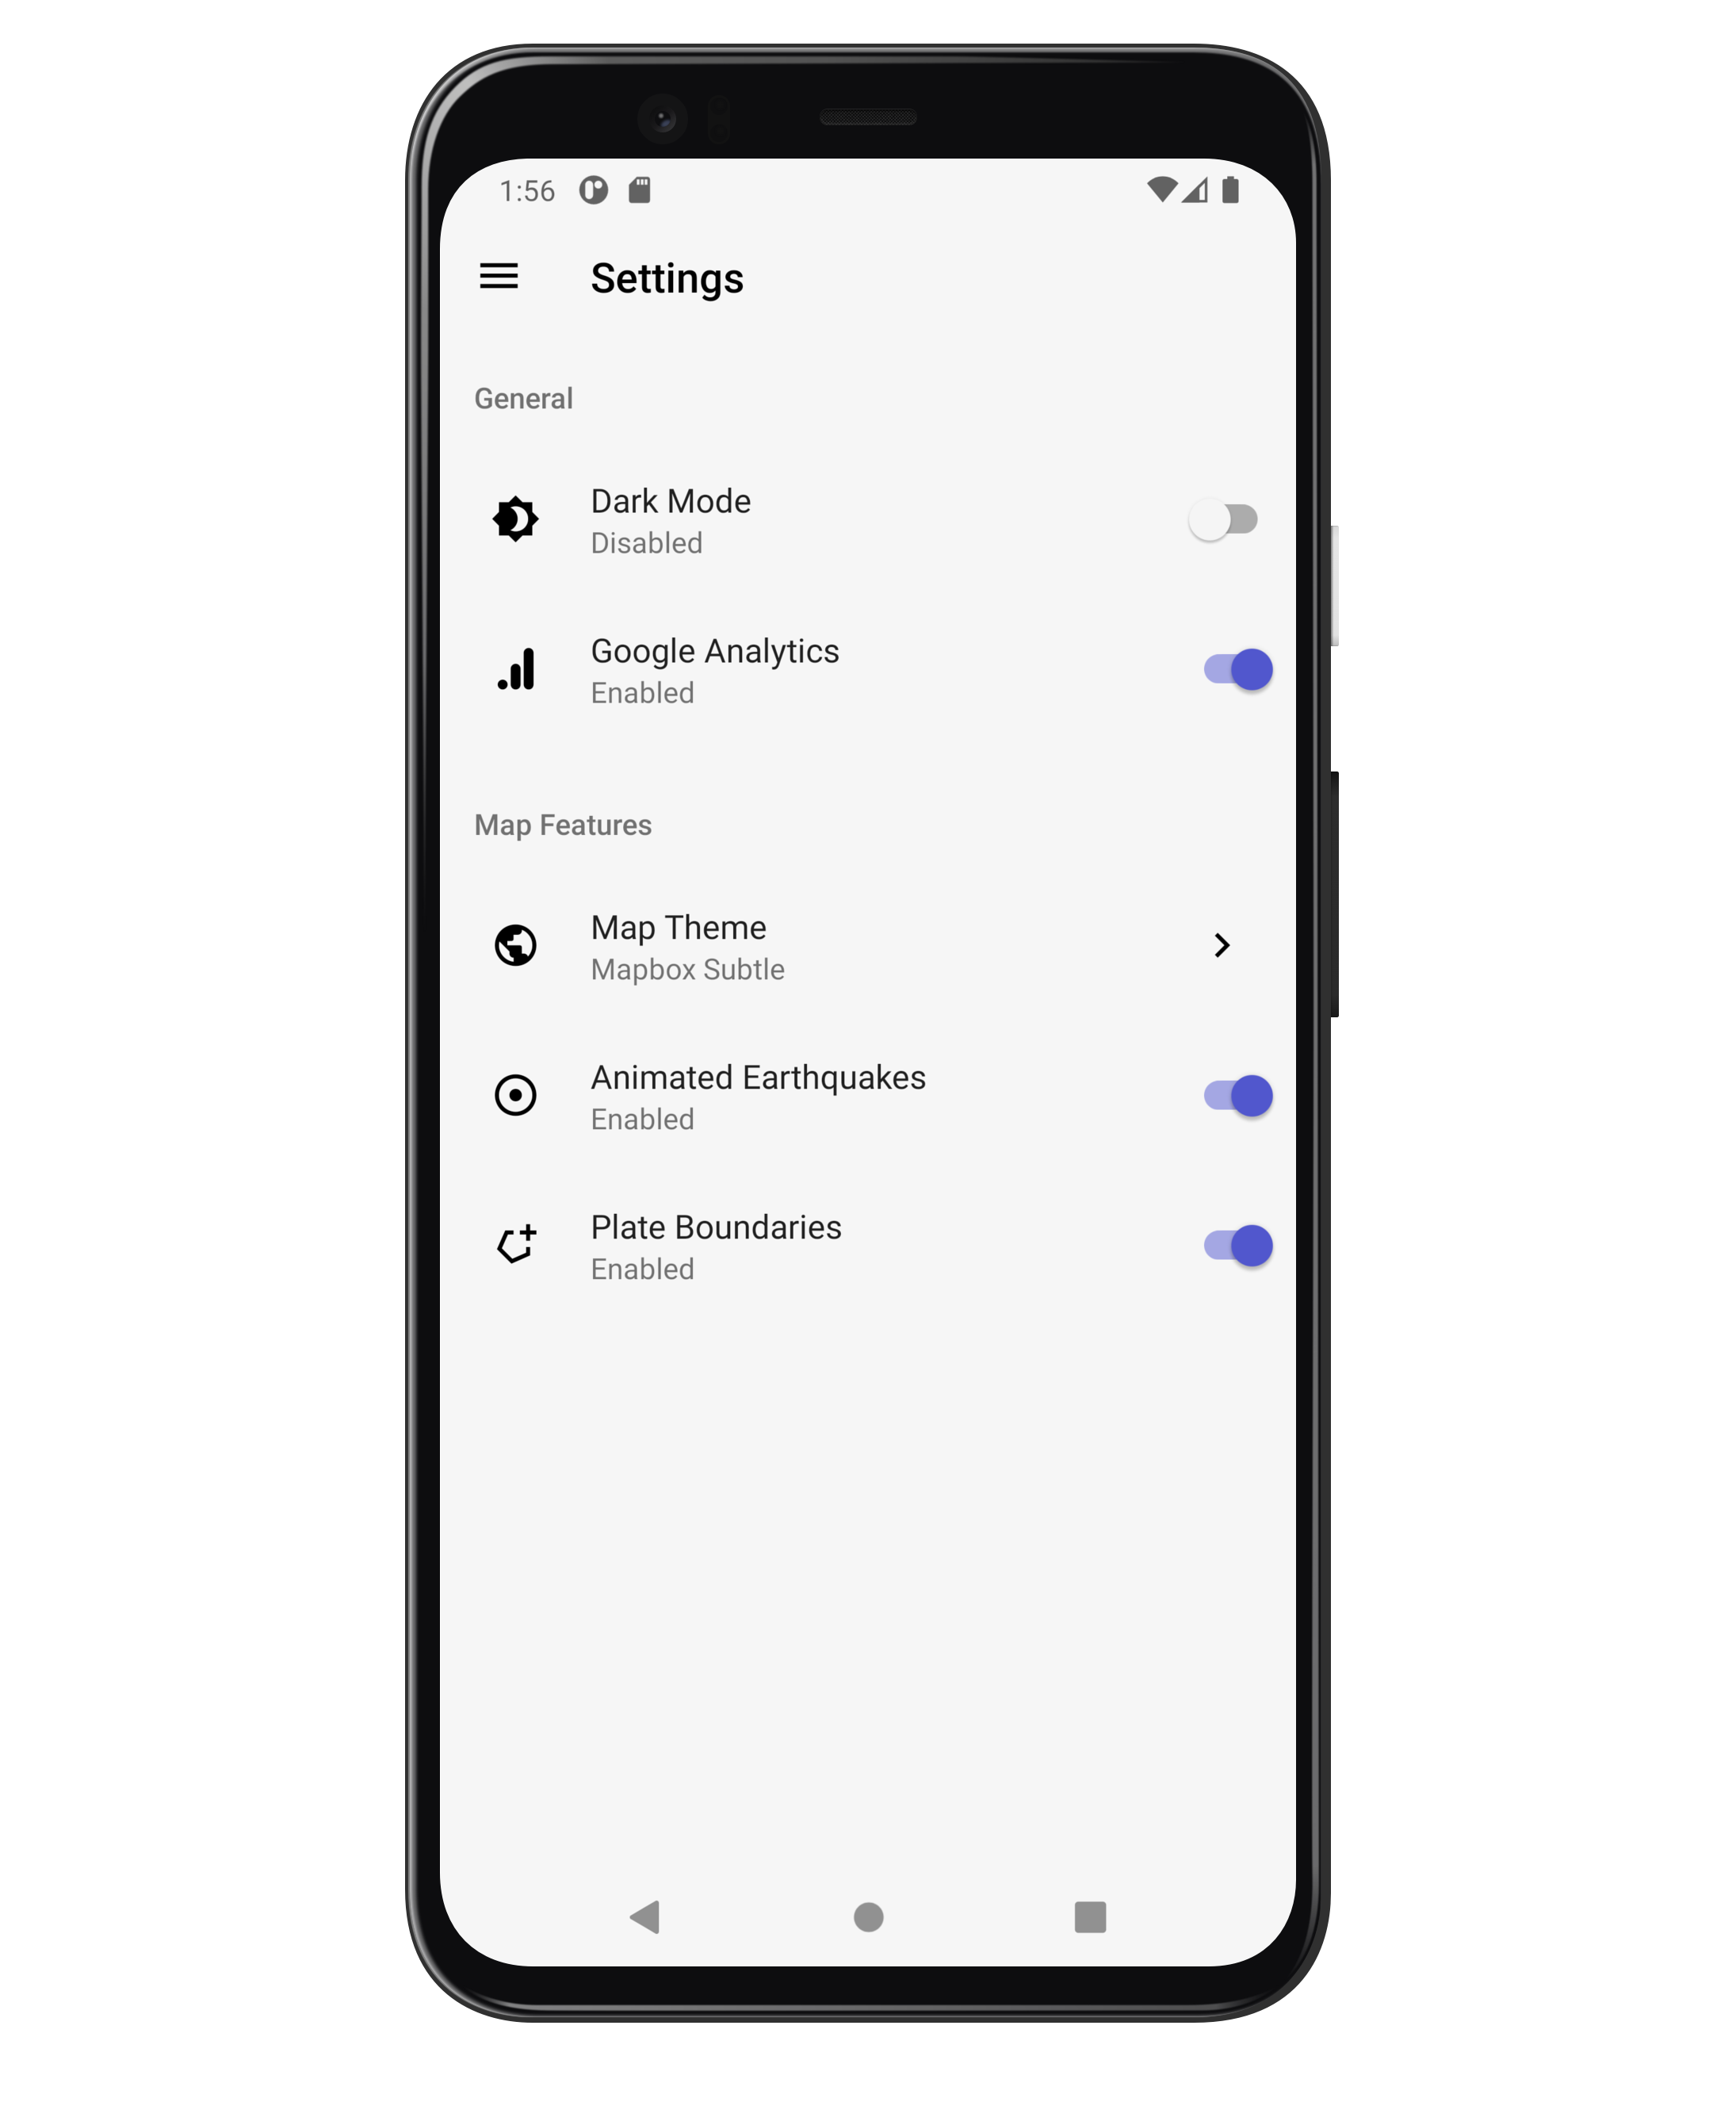 1:56
Settings
General
Dark Mode
Disabled
Google Analytics
Enabled
Map Features
Map Theme
Mapbox Subtle
Animated Earthquakes
Enabled
Plate Boundaries
Enabled